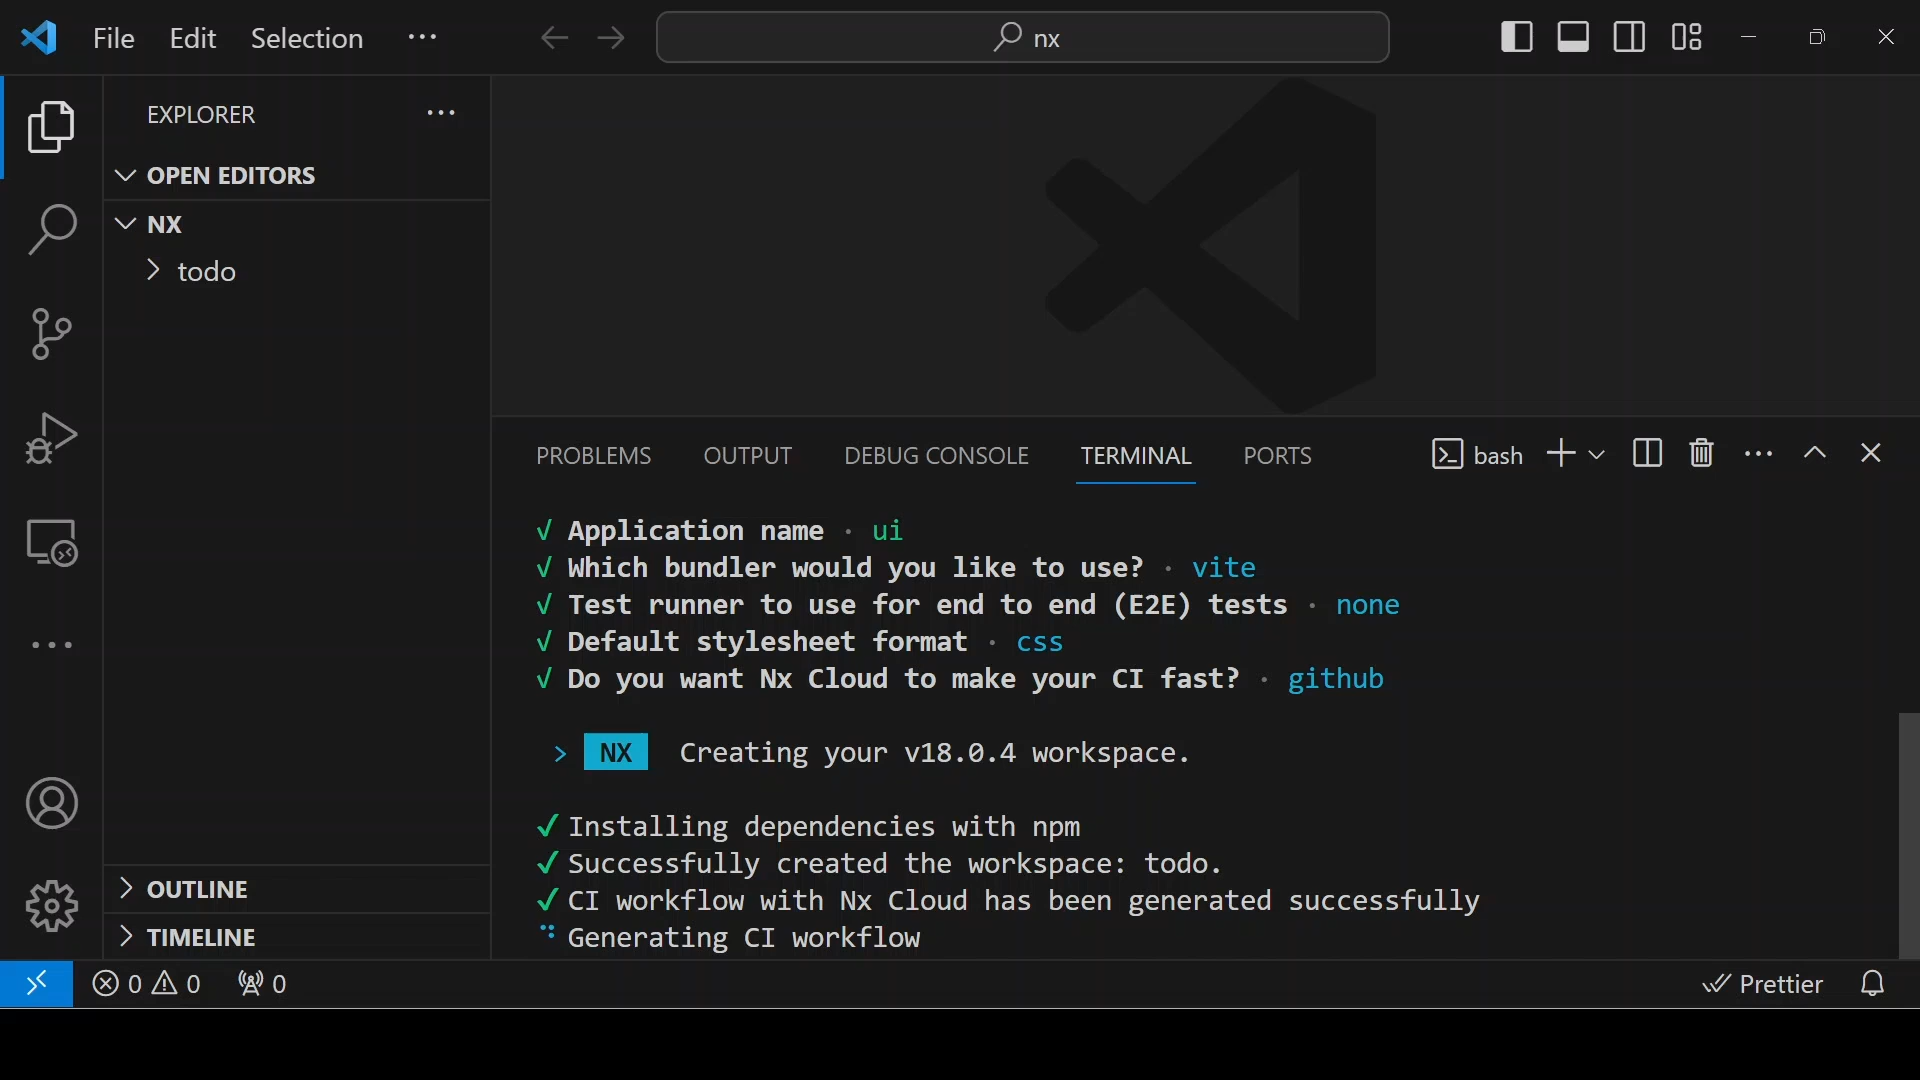 File Edit Selection ···
nx
EXPLORER ···
OPEN EDITORS
NX
todo
OUTLINE
TIMELINE
PROBLEMS OUTPUT DEBUG CONSOLE TERMINAL PORTS
bash
√ Application name · ui
√ Which bundler would you like to use? · vite
√ Test runner to use for end to end (E2E) tests · none
√ Default stylesheet format · css
√ Do you want Nx Cloud to make your CI fast? · github
> NX Creating your v18.0.4 workspace.
✔ Installing dependencies with npm
✔ Successfully created the workspace: todo.
✔ CI workflow with Nx Cloud has been generated successfully
⠙ Generating CI workflow
0 0 0
Prettier